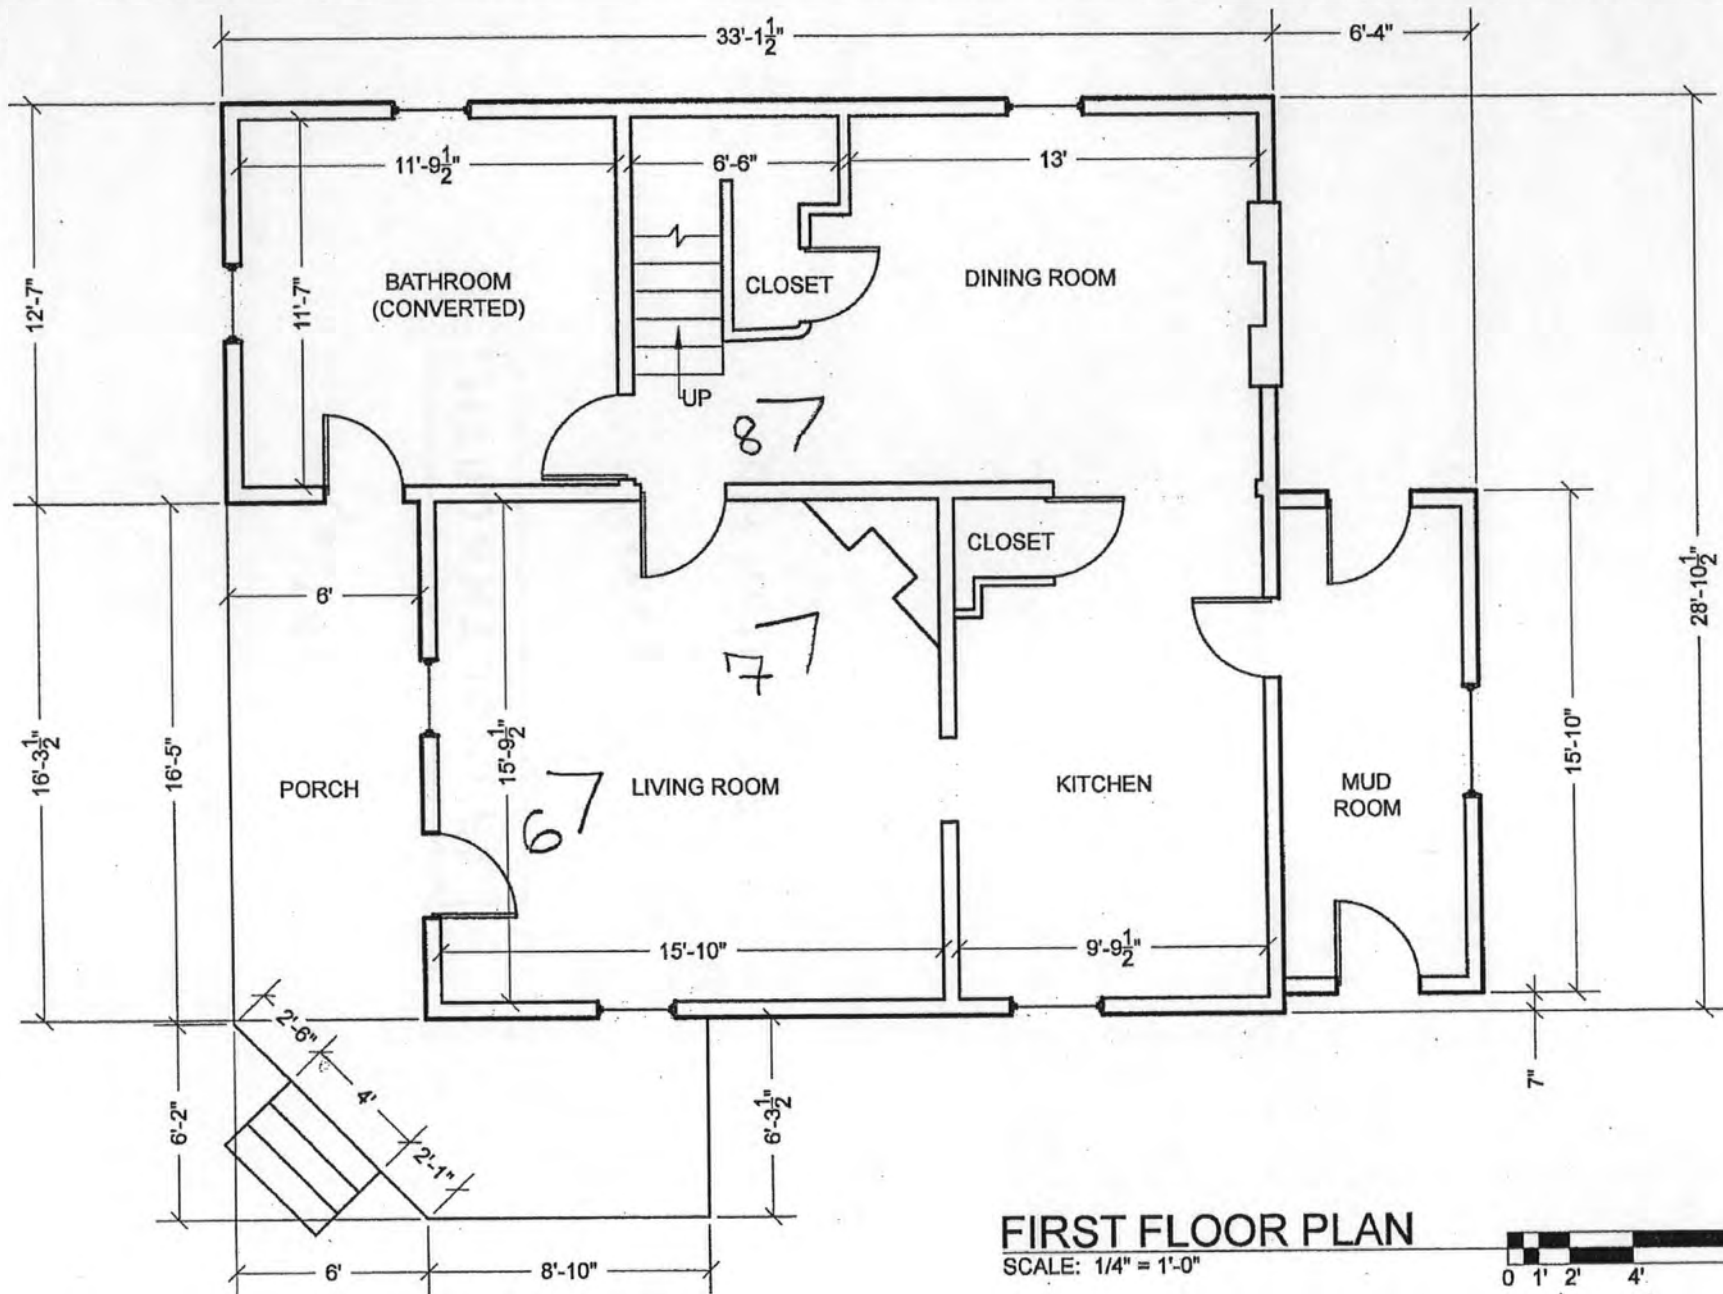 33'-1 1/2"
6'-4"
11'-9 1/2"
6'-6"
13'
12'-7"
11'-7"
BATHROOM
(CONVERTED)
CLOSET
DINING ROOM
UP
8
CLOSET
28'-10 1/2"
6'
7
16'-3 1/2"
16'-5"
15'-9 1/2"
15'-10"
PORCH
6
LIVING ROOM
KITCHEN
MUD
ROOM
15'-10"
9'-9 1/2"
2'-6"
4'
2'-1"
6'-2"
6'-3 1/2"
7"
6'
8'-10"
FIRST FLOOR PLAN
SCALE: 1/4" = 1'-0"
0 1' 2' 4'